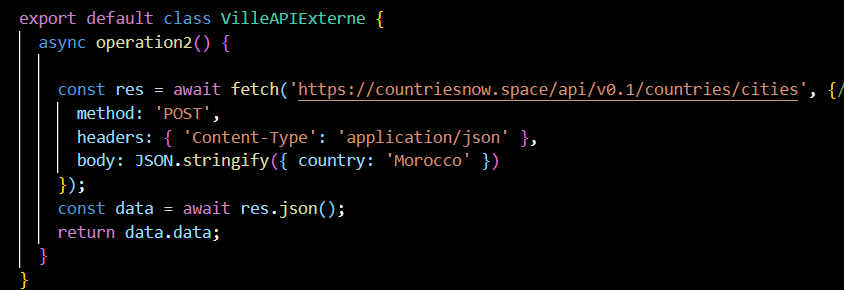 export default class VilleAPIExterne {
async operation2() {
const res = await fetch('https://countriesnow.space/api/v0.1/countries/cities', {/
method: 'POST',
headers: { 'Content-Type': 'application/json' },
body: JSON.stringify({ country: 'Morocco' })
});
const data = await res.json();
return data.data;
}
}